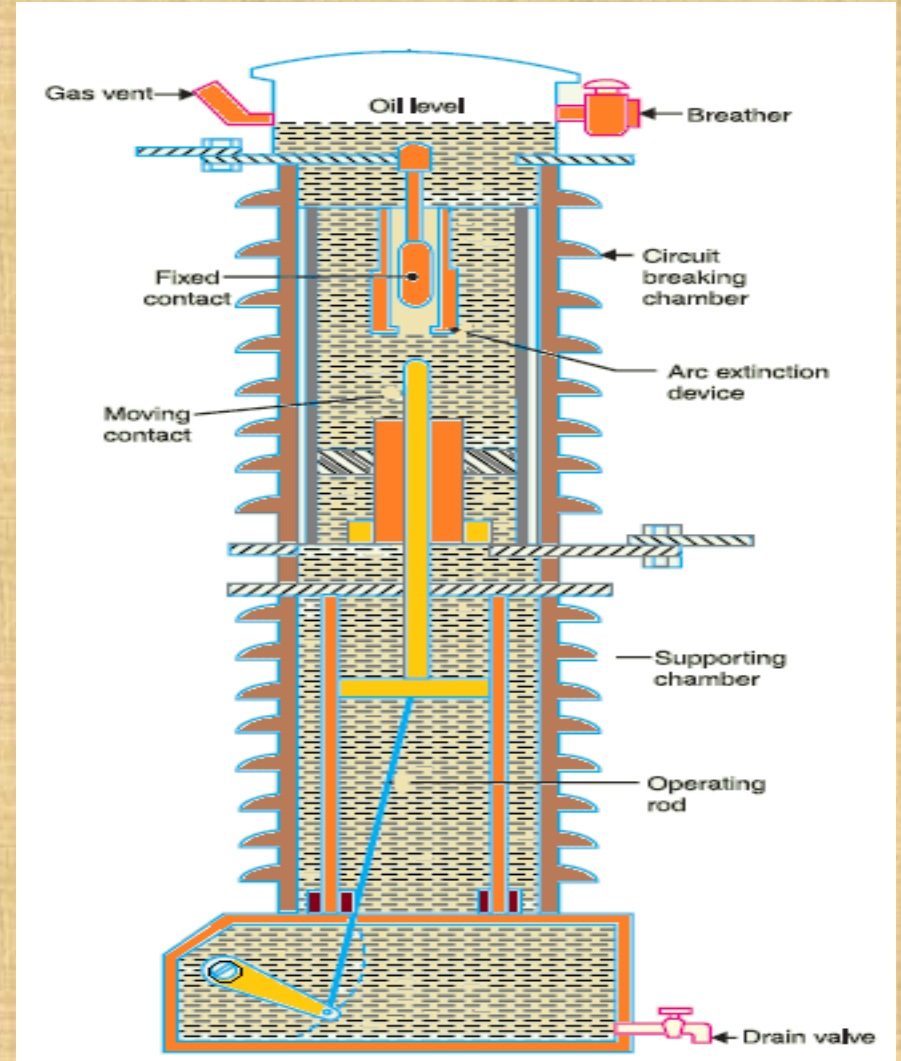 Gas vent
Oil level
Breather
Fixed
contact
Circuit
breaking
chamber
Arc extinction
device
Moving
contact
Supporting
chamber
Operating
rod
Drain valve